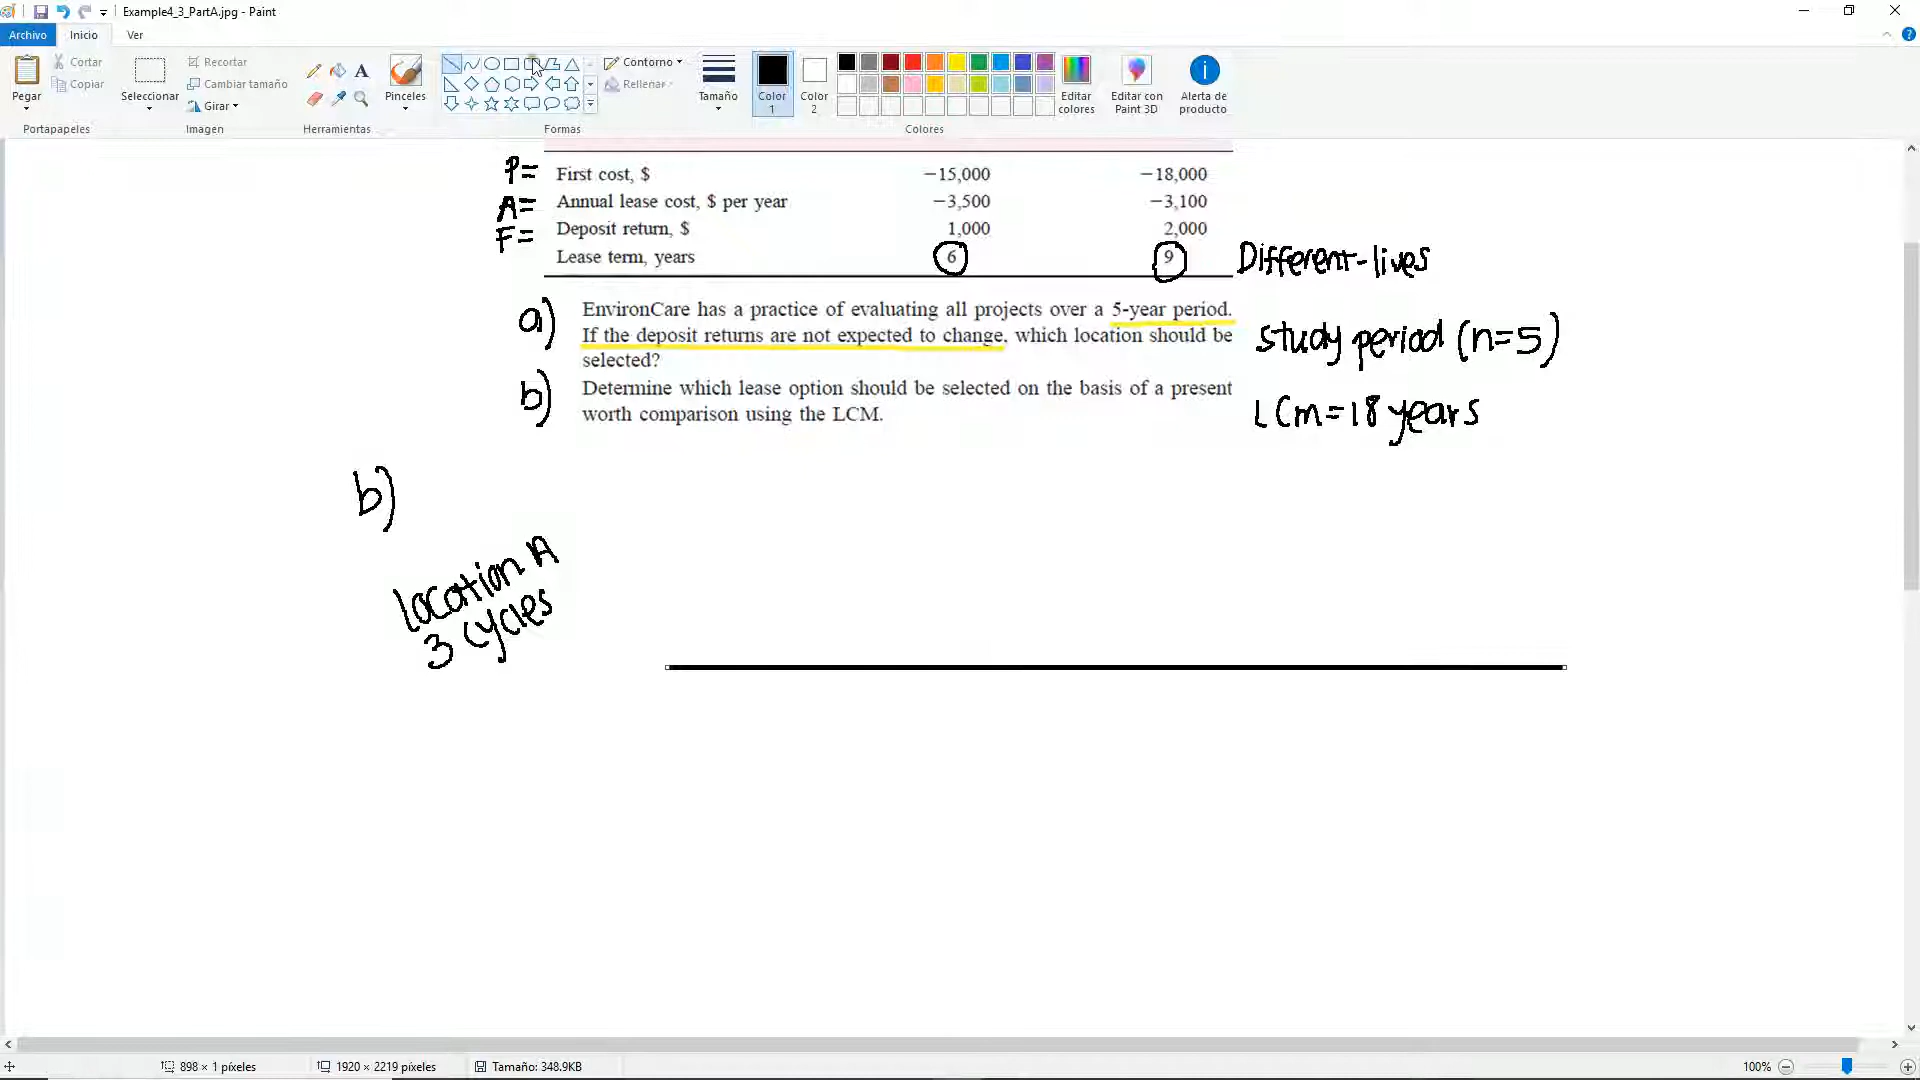 Example4_3_PartA.jpg - Paint
Archivo Inicio Ver
Pegar
Cortar
Copiar
Portapapeles
Seleccionar
Recortar
Cambiar tamaño
Girar
Imagen
A
Herramientas
Pinceles
Contorno
Rellenar
Formas
Tamaño
Color 1
Color 2
Editar colores
Colores
Editar con Paint 3D
Alerta de producto
P= First cost, $ −15,000 −18,000
A= Annual lease cost, $ per year −3,500 −3,100
F= Deposit return, $ 1,000 2,000
Lease term, years 6 9 Different-lives
a) EnvironCare has a practice of evaluating all projects over a 5-year period.
If the deposit returns are not expected to change, which location should be
selected?
study period (n=5)
b) Determine which lease option should be selected on the basis of a present
worth comparison using the LCM.
LCm=18 years
b)
location A
3 cycles
898 × 1 píxeles 1920 × 2219 píxeles Tamaño: 348.9KB 100%